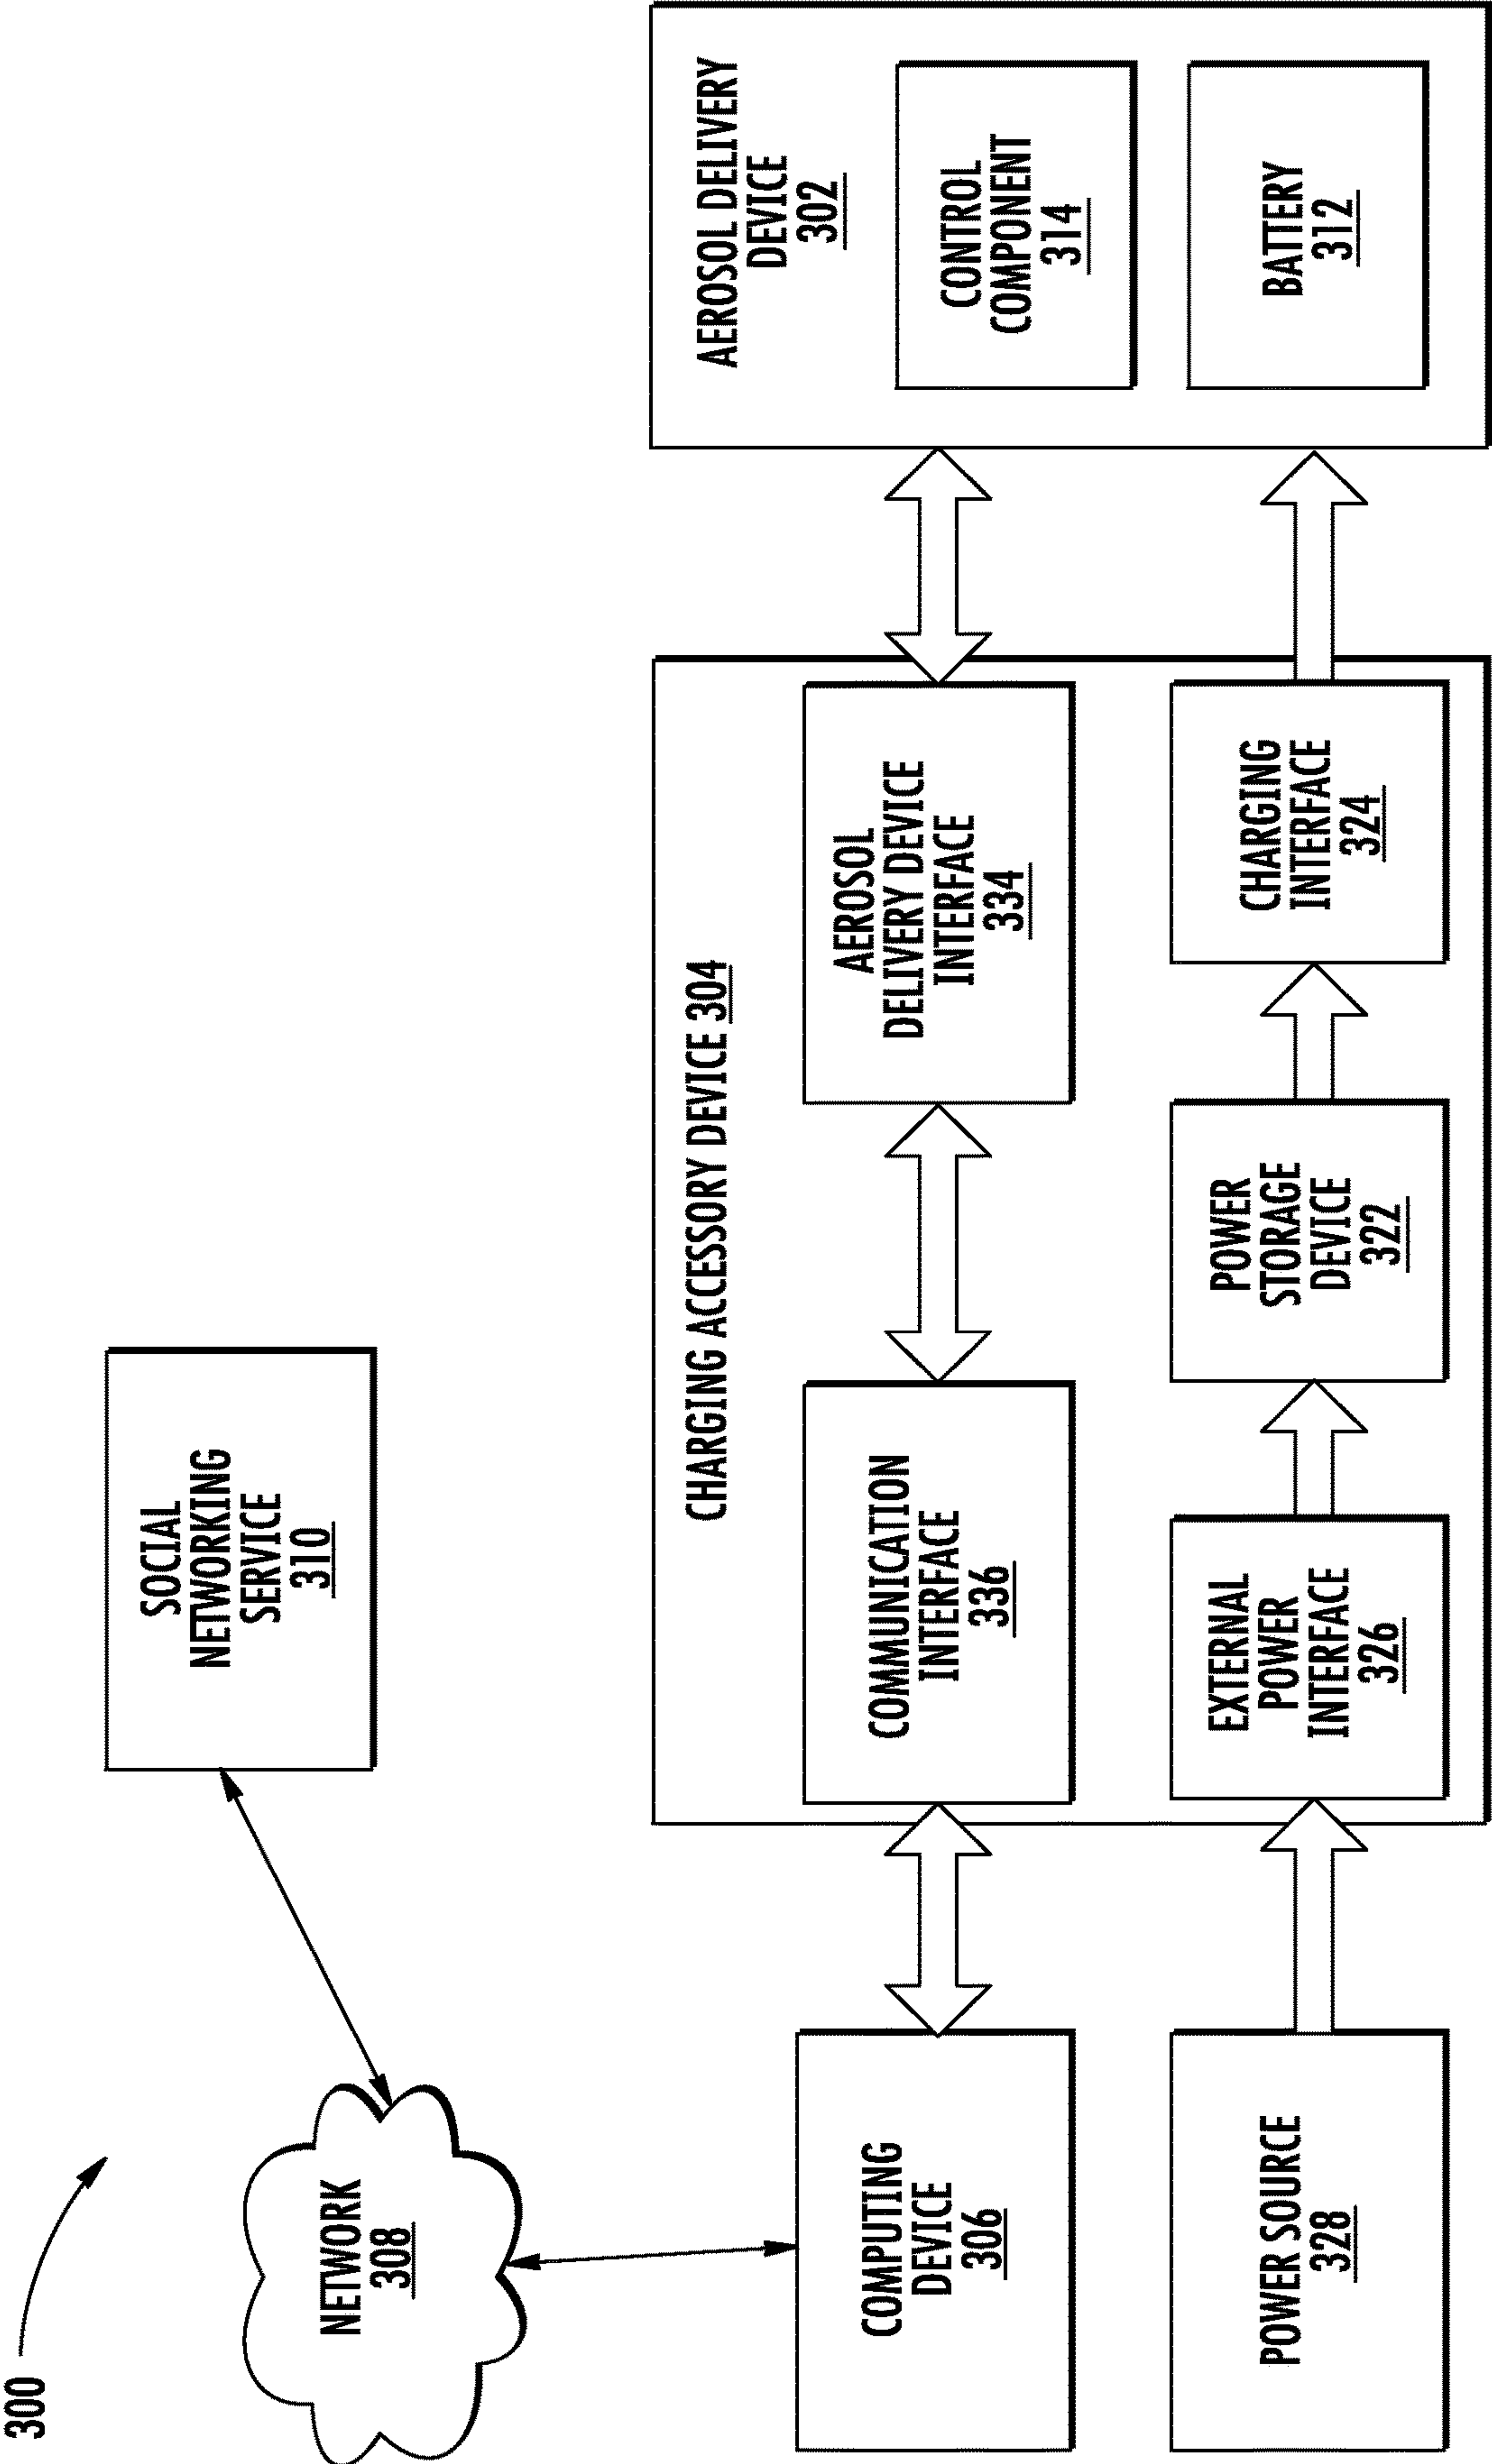 300
SOCIAL
NETWORKING
SERVICE
310
NETWORK
308
CHARGING ACCESSORY DEVICE 304
AEROSOL DELIVERY
DEVICE
302
COMPUTING
DEVICE
306
COMMUNICATION
INTERFACE
336
AEROSOL
DELIVERY DEVICE
INTERFACE
334
CONTROL
COMPONENT
314
POWER SOURCE
328
EXTERNAL
POWER
INTERFACE
326
POWER
STORAGE
DEVICE
322
CHARGING
INTERFACE
324
BATTERY
312